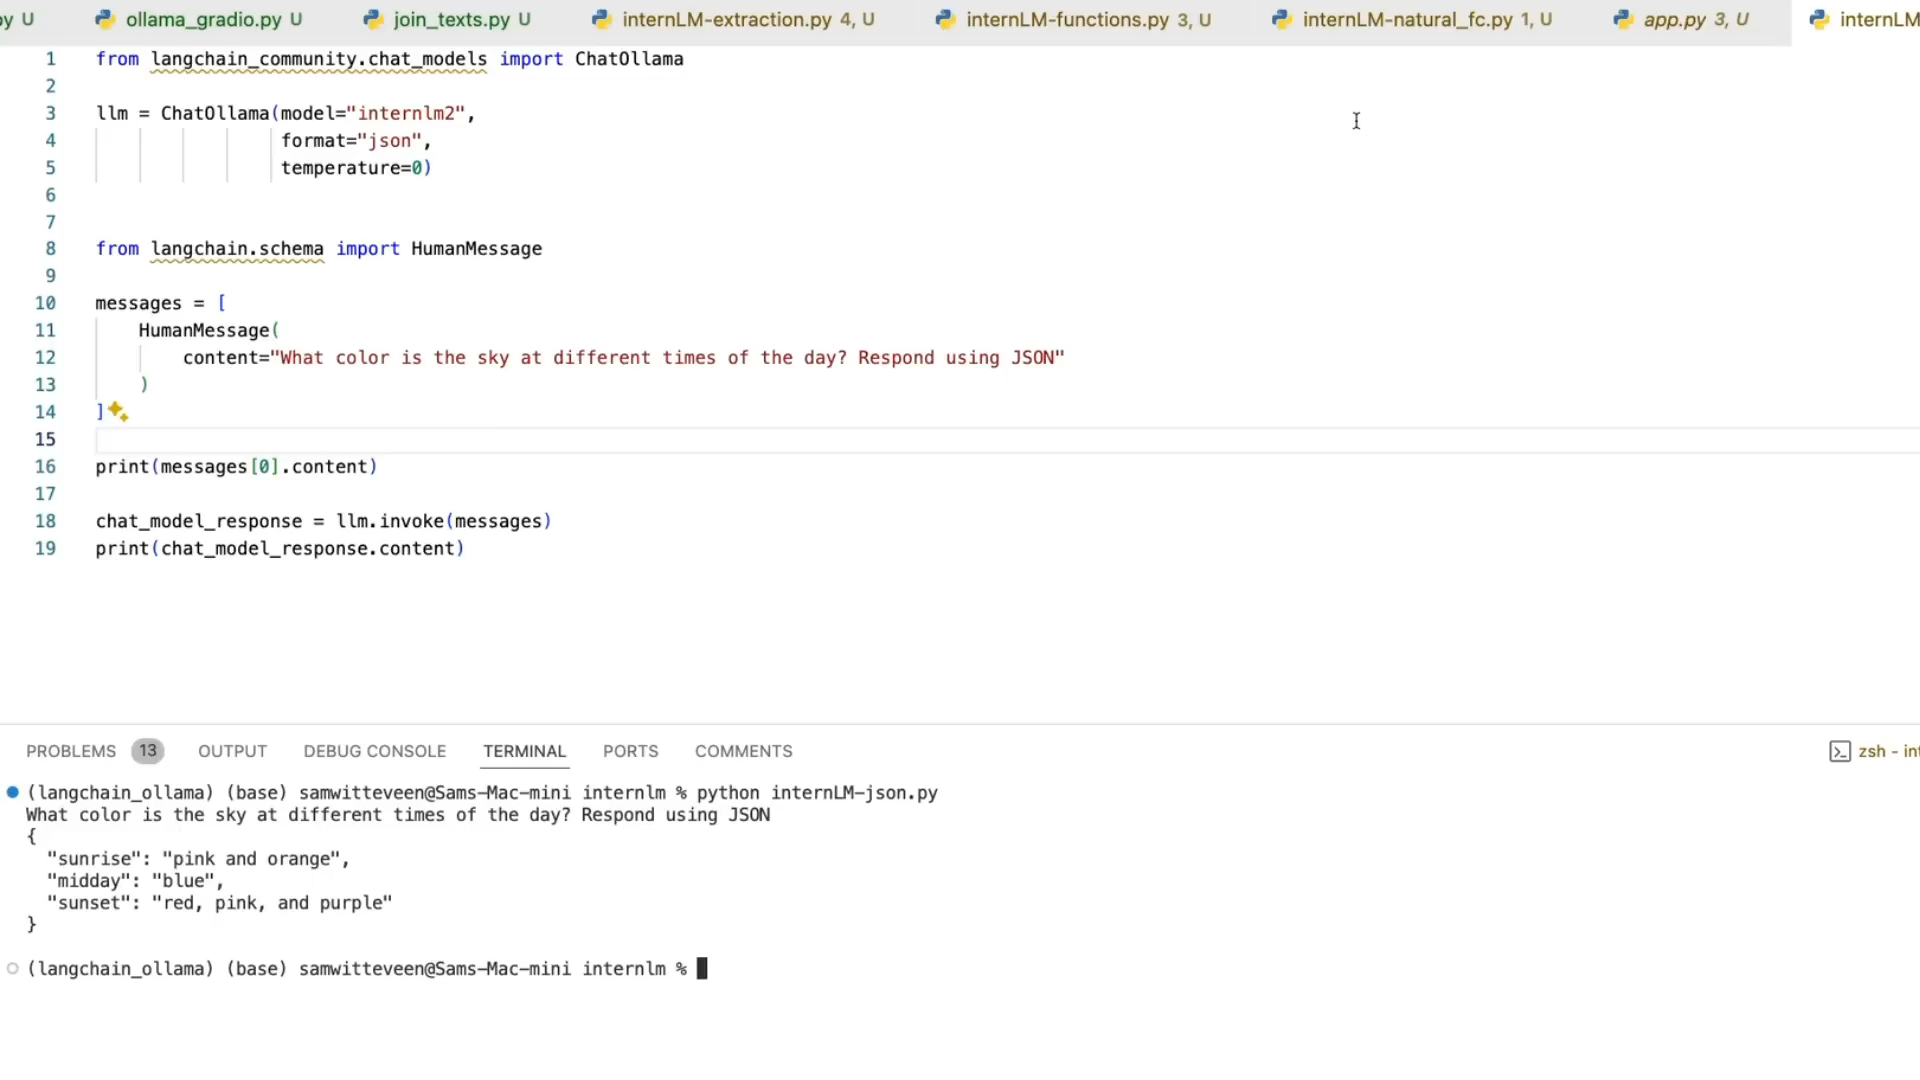 py U ollama_gradio.py U join_texts.py U internLM-extraction.py 4, U internLM-functions.py 3, U internLM-natural_fc.py 1, U app.py 3, U internLM
1 from langchain_community.chat_models import ChatOllama
2
3 llm = ChatOllama(model="internlm2",
4 format="json",
5 temperature=0)
6
7
8 from langchain.schema import HumanMessage
9
10 messages = [
11 HumanMessage(
12 content="What color is the sky at different times of the day? Respond using JSON"
13 )
14 ]
15
16 print(messages[0].content)
17
18 chat_model_response = llm.invoke(messages)
19 print(chat_model_response.content)
PROBLEMS 13 OUTPUT DEBUG CONSOLE TERMINAL PORTS COMMENTS zsh - int
(langchain_ollama) (base) samwitteveen@Sams-Mac-mini internlm % python internLM-json.py
What color is the sky at different times of the day? Respond using JSON
{
"sunrise": "pink and orange",
"midday": "blue",
"sunset": "red, pink, and purple"
}
(langchain_ollama) (base) samwitteveen@Sams-Mac-mini internlm %